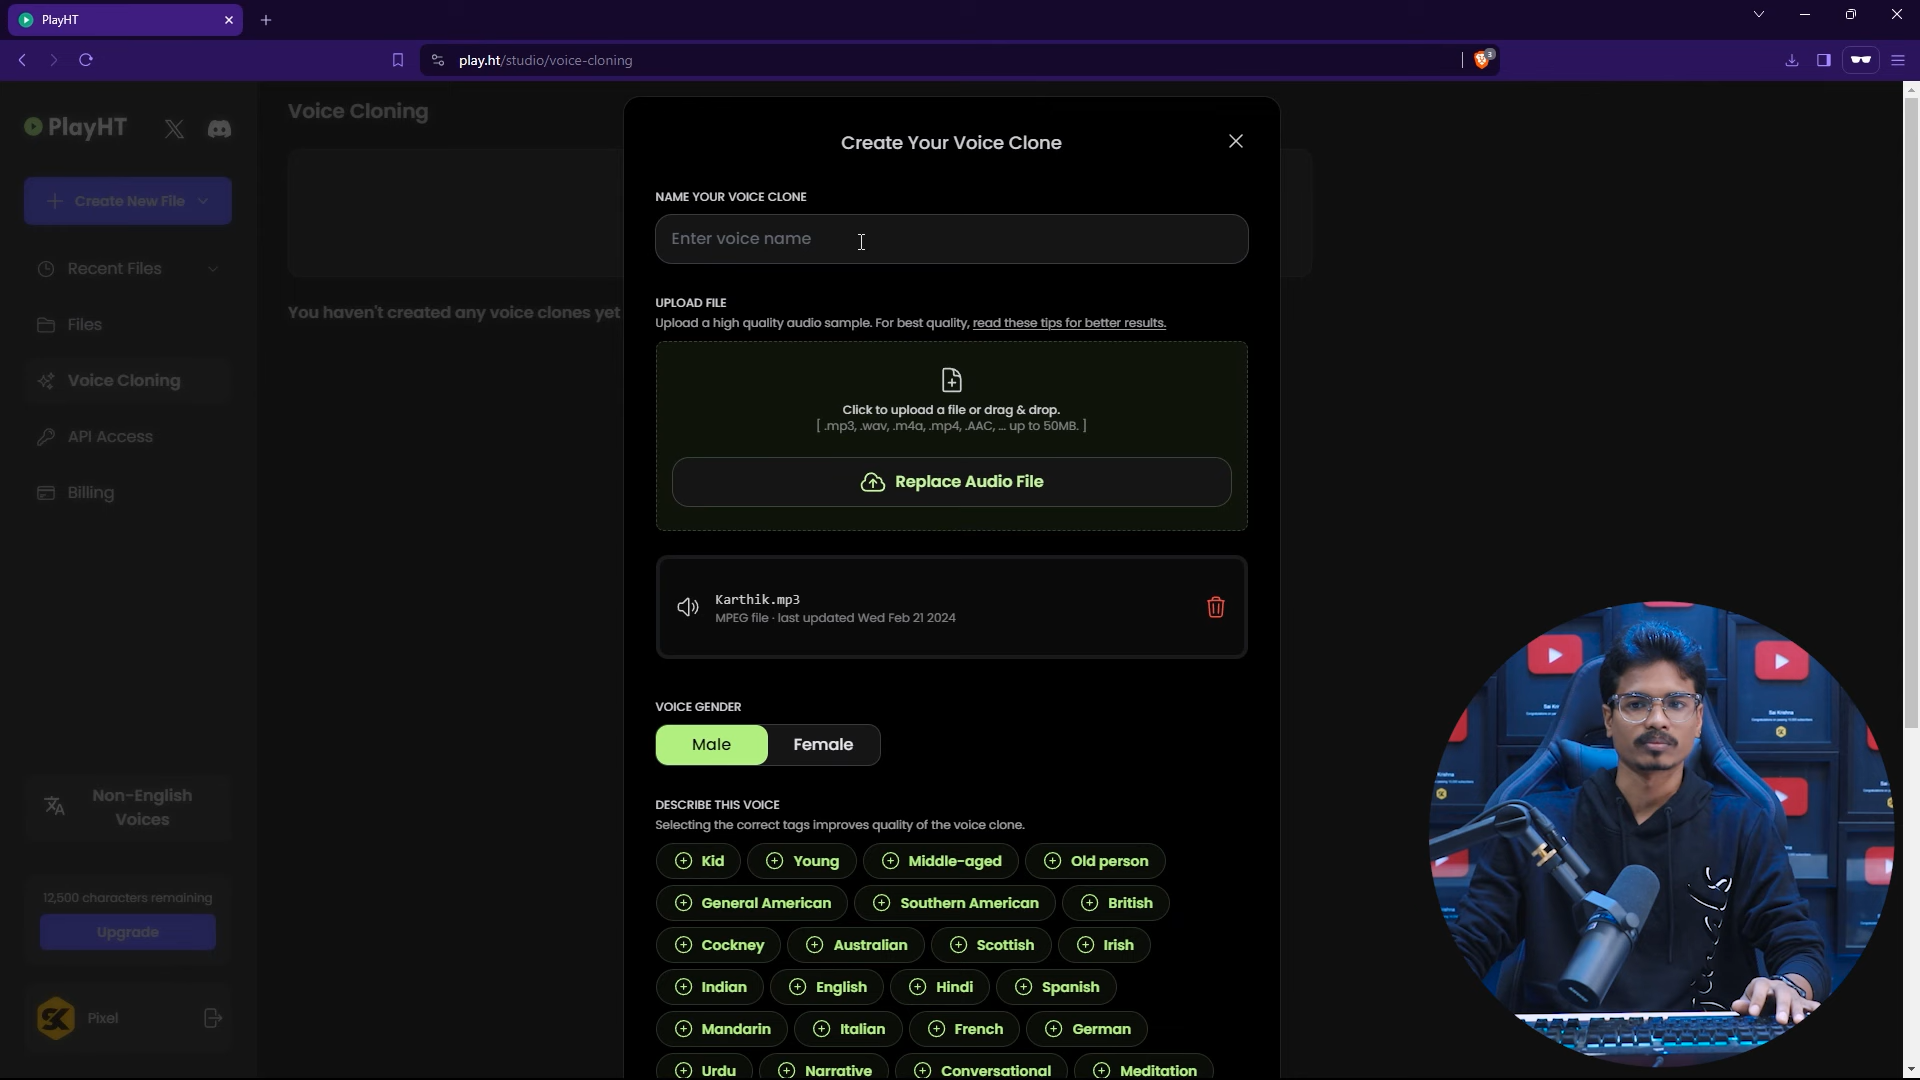 PlayHT
play.ht/studio/voice-cloning
3
PlayHT
Create New File
Recent Files
Files
Voice Cloning
API Access
Billing
Non-English
Voices
12,500 characters remaining
Upgrade
Pixel
Voice Cloning
You haven't created any voice clones yet
Create Your Voice Clone
NAME YOUR VOICE CLONE
Enter voice name
UPLOAD FILE
Upload a high quality audio sample. For best quality, read these tips for better results.
Click to upload a file or drag & drop.
[ .mp3, .wav, .m4a, .mp4, .AAC, ... up to 50MB. ]
Replace Audio File
Karthik.mp3
MPEG file · last updated Wed Feb 21 2024
VOICE GENDER
Male Female
DESCRIBE THIS VOICE
Selecting the correct tags improves quality of the voice clone.
Kid Young Middle-aged Old person
General American Southern American British
Cockney Australian Scottish Irish
Indian English Hindi Spanish
Mandarin Italian French German
Urdu Narrative Conversational Meditation
Sai Krishna